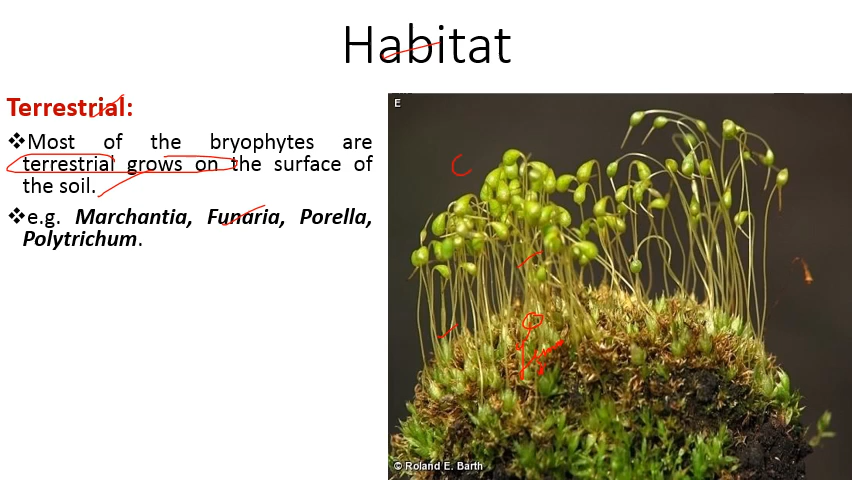 Habitat
Terrestrial:
❖Most of the bryophytes are
terrestrial grows on the surface of
the soil.
❖e.g. Marchantia, Funaria, Porella,
Polytrichum.
E
© Roland E. Barth